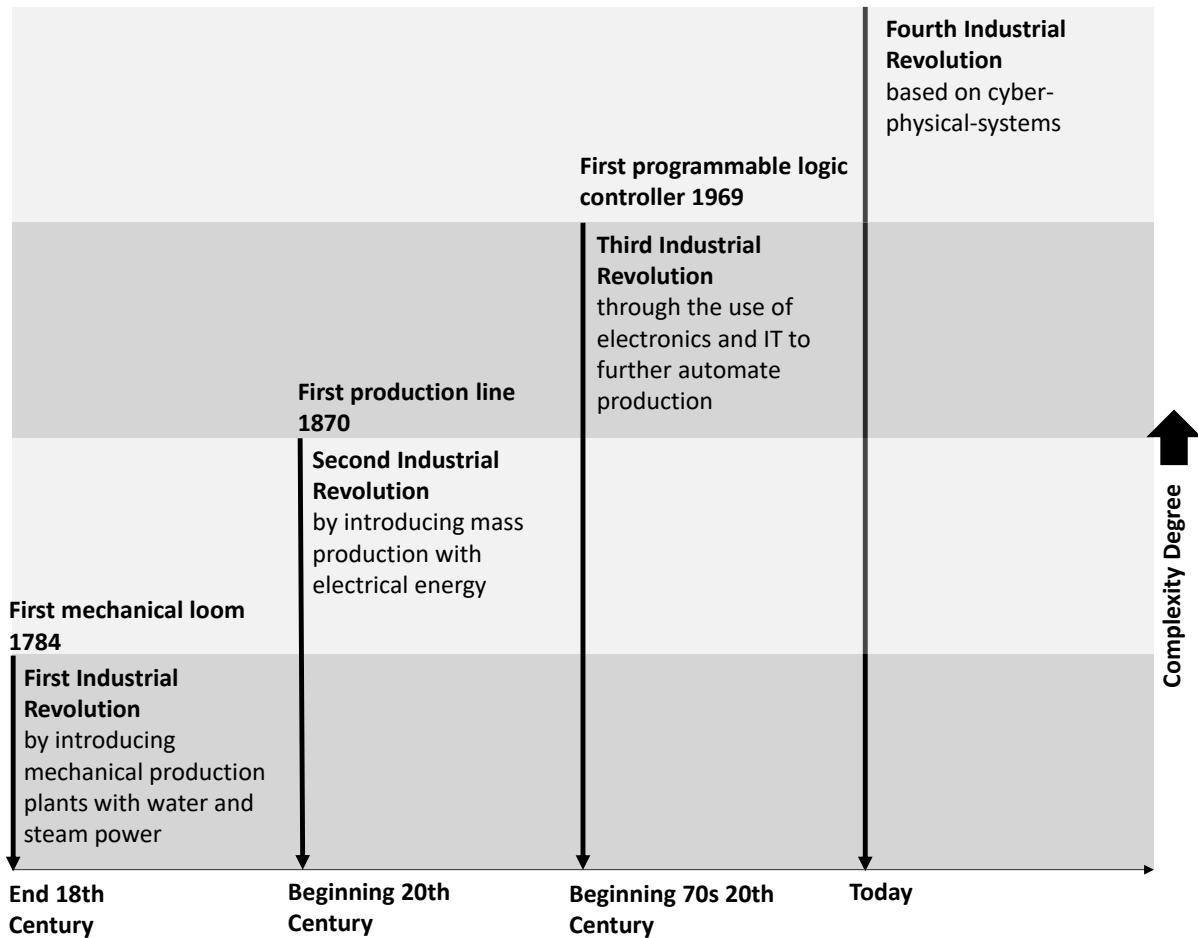 Fourth Industrial
Revolution
based on cyber-
physical-systems
First programmable logic
controller 1969
Third Industrial
Revolution
through the use of
electronics and IT to
further automate
production
First production line
1870
Second Industrial
Revolution
by introducing mass
production with
electrical energy
First mechanical loom
1784
First Industrial
Revolution
by introducing
mechanical production
plants with water and
steam power
Complexity Degree
End 18th
Century
Beginning 20th
Century
Beginning 70s 20th
Century
Today